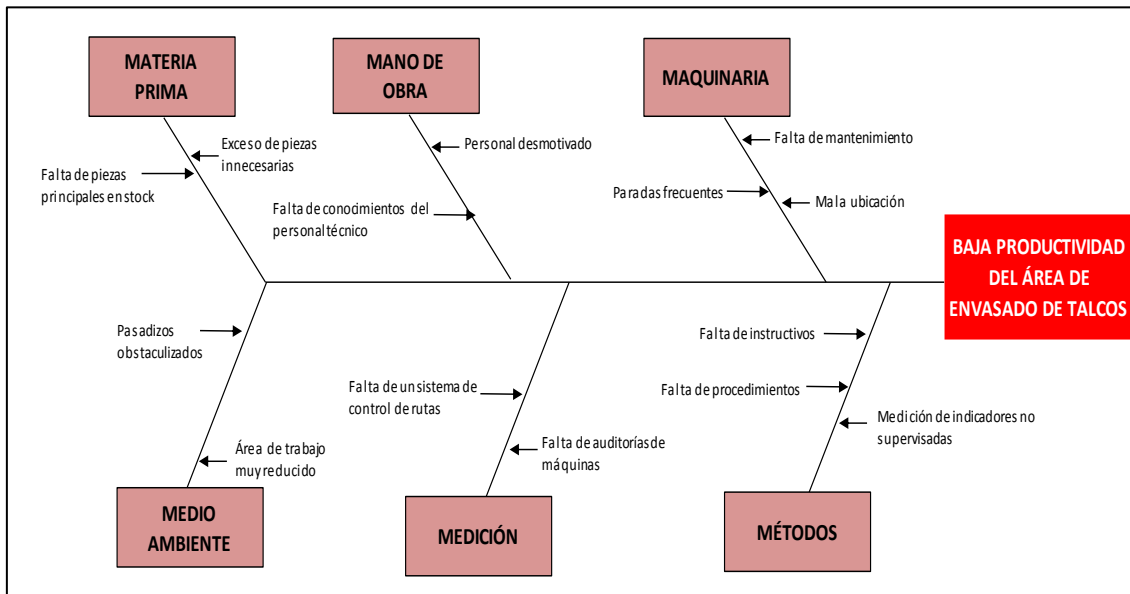 MATERIA
PRIMA
MANO DE
OBRA
MAQUINARIA
Exceso de piezas
innecesarias
Falta de piezas
principales en stock
Personal desmotivado
Falta de conocimientos del
personal técnico
Falta de mantenimiento
Paradas frecuentes
Mala ubicación
BAJA PRODUCTIVIDAD
DEL ÁREA DE
ENVASADO DE TALCOS
Pasadizos
obstaculizados
Área de trabajo
muy reducido
Falta de un sistema de
control de rutas
Falta de auditorías de
máquinas
Falta de instructivos
Falta de procedimientos
Medición de indicadores no
supervisadas
MEDIO
AMBIENTE
MEDICIÓN
MÉTODOS